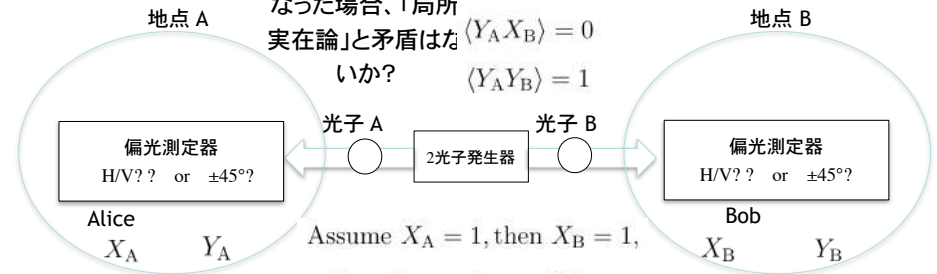 なった場合、「局所
実在論」と矛盾はな
いか?
⟨Y_A X_B⟩ = 0
⟨Y_A Y_B⟩ = 1
地点 A
地点 B
光子 A
光子 B
偏光測定器
H/V? ? or ±45°?
2光子発生器
偏光測定器
H/V? ? or ±45°?
Alice
X_A Y_A
Assume X_A = 1, then X_B = 1,
Bob
X_B Y_B